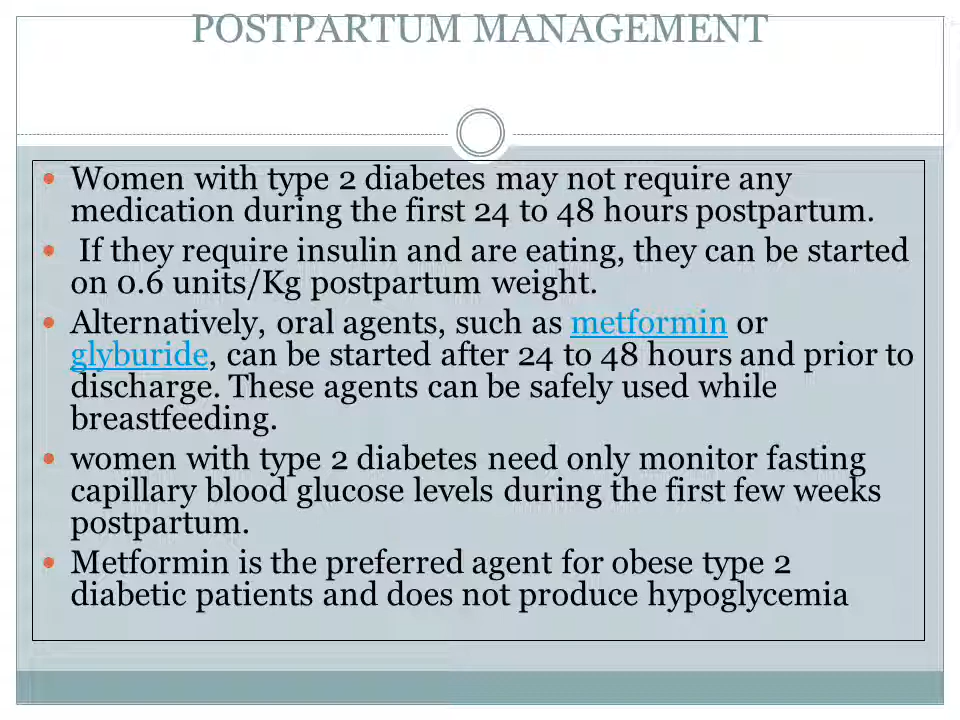 POSTPARTUM MANAGEMENT
• Women with type 2 diabetes may not require any
medication during the first 24 to 48 hours postpartum.
• If they require insulin and are eating, they can be started
on 0.6 units/Kg postpartum weight.
• Alternatively, oral agents, such as metformin or
glyburide, can be started after 24 to 48 hours and prior to
discharge. These agents can be safely used while
breastfeeding.
• women with type 2 diabetes need only monitor fasting
capillary blood glucose levels during the first few weeks
postpartum.
• Metformin is the preferred agent for obese type 2
diabetic patients and does not produce hypoglycemia